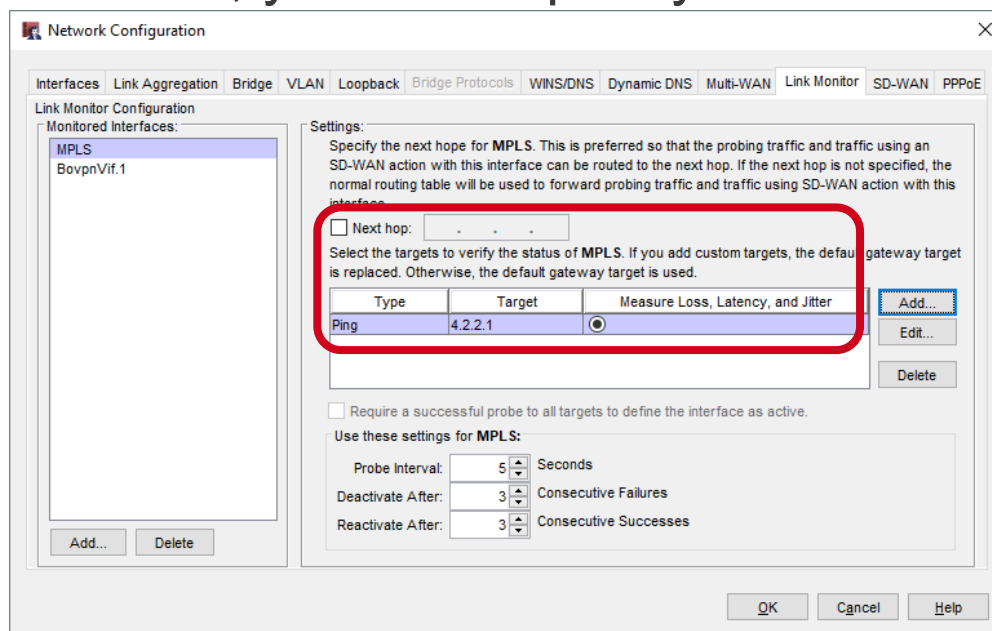 Network Configuration
Interfaces Link Aggregation Bridge VLAN Loopback Bridge Protocols WINS/DNS Dynamic DNS Multi-WAN Link Monitor SD-WAN PPPoE
Link Monitor Configuration
Monitored Interfaces:
MPLS
BovpnVif.1
Add... Delete
Settings:
Specify the next hope for MPLS. This is preferred so that the probing traffic and traffic using an
SD-WAN action with this interface can be routed to the next hop. If the next hop is not specified, the
normal routing table will be used to forward probing traffic and traffic using SD-WAN action with this
interface.
Next hop: . . .
Select the targets to verify the status of MPLS. If you add custom targets, the default gateway target
is replaced. Otherwise, the default gateway target is used.
Type Target Measure Loss, Latency, and Jitter
Ping 4.2.2.1
Add...
Edit...
Delete
Require a successful probe to all targets to define the interface as active.
Use these settings for MPLS:
Probe Interval: 5 Seconds
Deactivate After: 3 Consecutive Failures
Reactivate After: 3 Consecutive Successes
OK Cancel Help